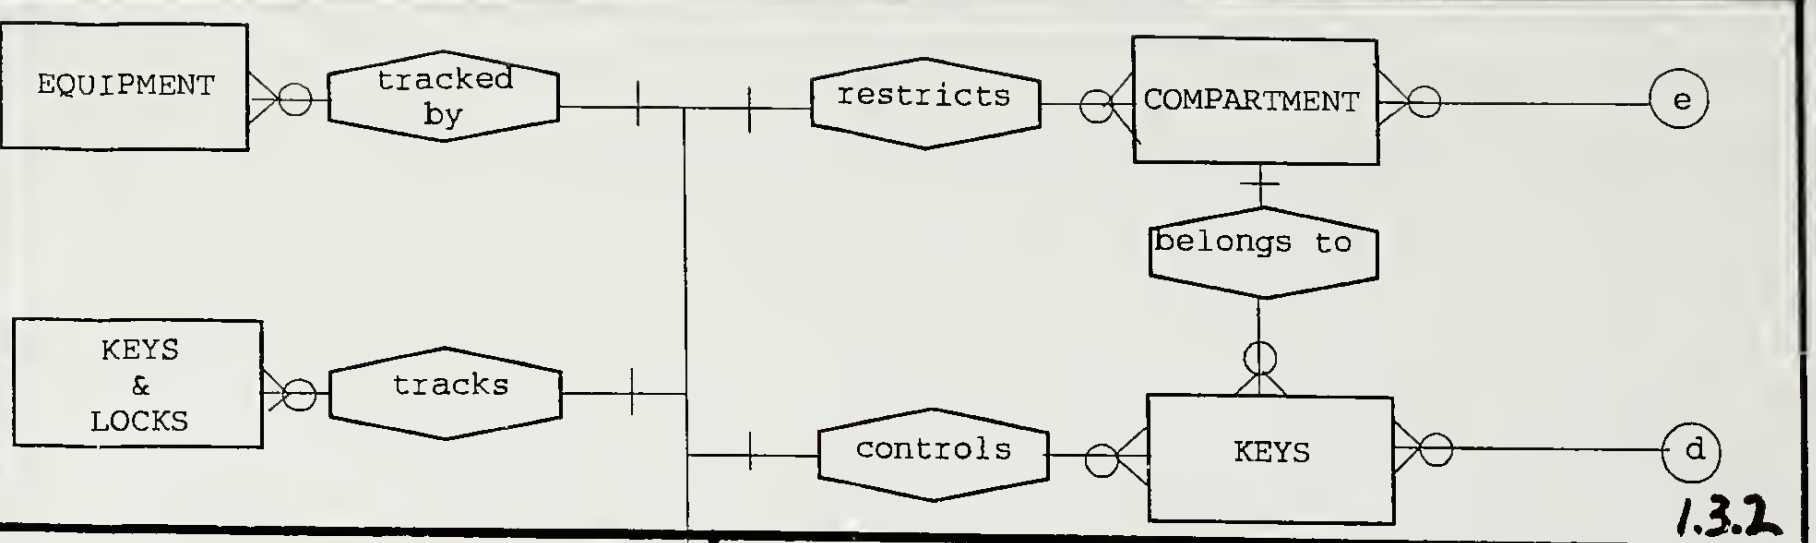 EQUIPMENT
tracked
by
restricts
COMPARTMENT
e
belongs to
KEYS
&
LOCKS
tracks
controls
KEYS
d
1.3.2